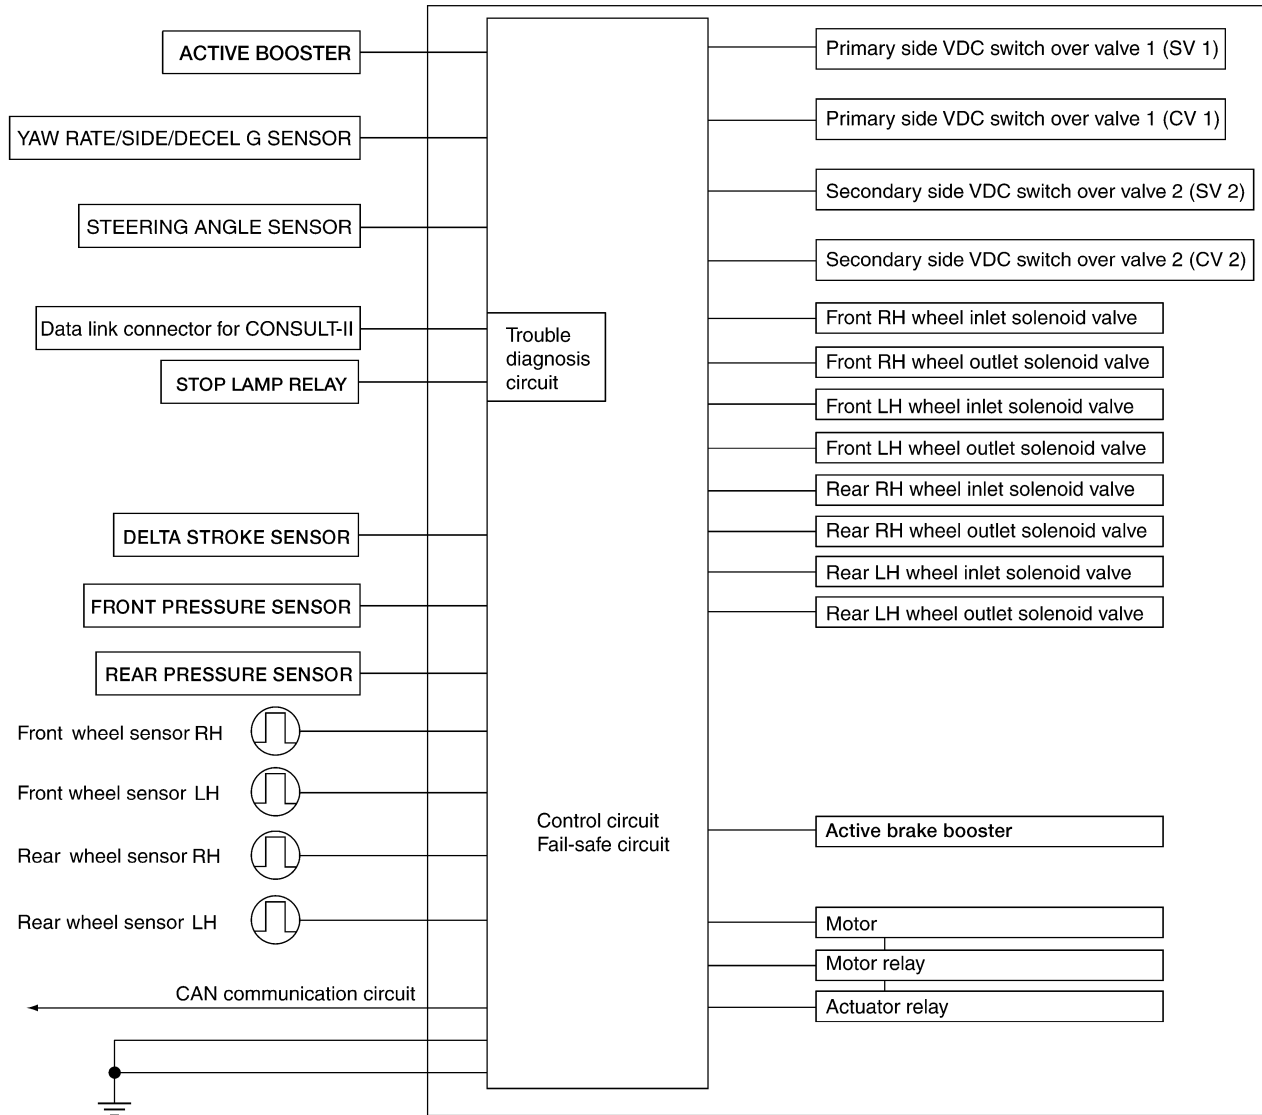 ACTIVE BOOSTER
YAW RATE/SIDE/DECEL G SENSOR
STEERING ANGLE SENSOR
Data link connector for CONSULT-II
STOP LAMP RELAY
DELTA STROKE SENSOR
FRONT PRESSURE SENSOR
REAR PRESSURE SENSOR
Front wheel sensor RH
Front wheel sensor LH
Rear wheel sensor RH
Rear wheel sensor LH
CAN communication circuit
Trouble
diagnosis
circuit
Control circuit
Fail-safe circuit
Primary side VDC switch over valve 1 (SV 1)
Primary side VDC switch over valve 1 (CV 1)
Secondary side VDC switch over valve 2 (SV 2)
Secondary side VDC switch over valve 2 (CV 2)
Front RH wheel inlet solenoid valve
Front RH wheel outlet solenoid valve
Front LH wheel inlet solenoid valve
Front LH wheel outlet solenoid valve
Rear RH wheel inlet solenoid valve
Rear RH wheel outlet solenoid valve
Rear LH wheel inlet solenoid valve
Rear LH wheel outlet solenoid valve
Active brake booster
Motor
Motor relay
Actuator relay